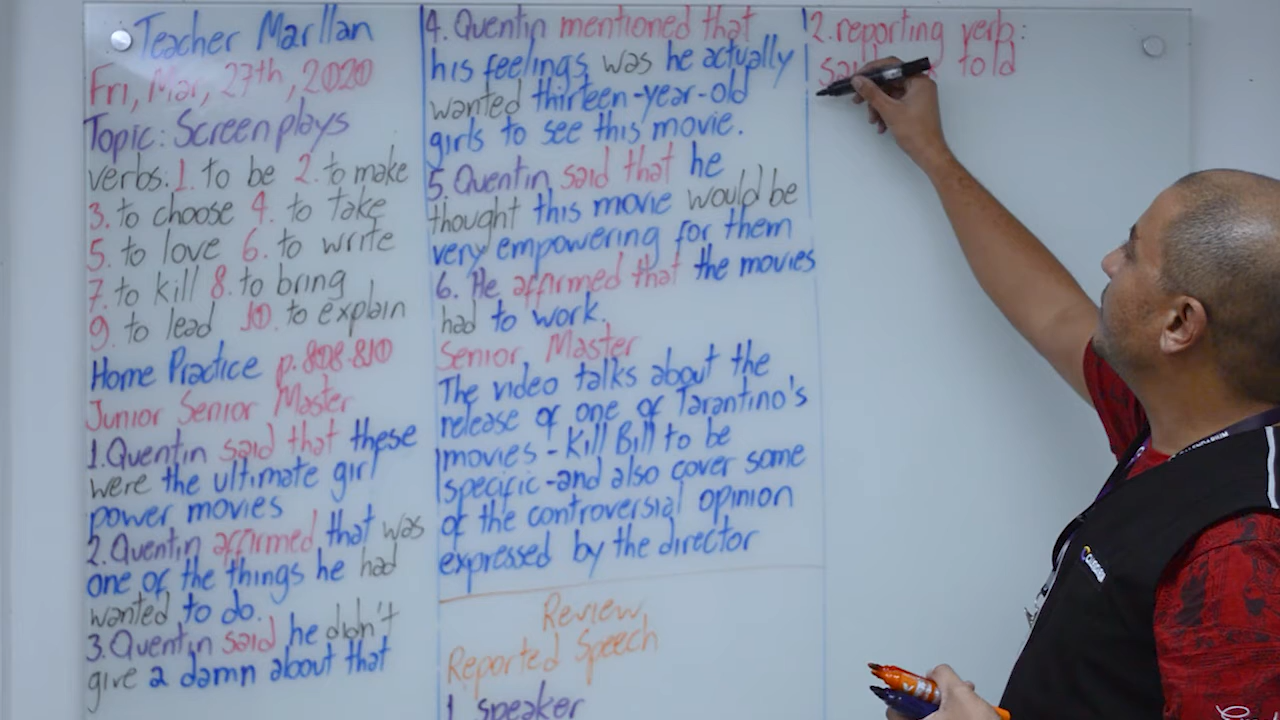 Teacher Marllan
Fri, Mar, 27th, 2020
Topic: Screenplays
verbs: 1. to be 2. to make
3. to choose 4. to take
5. to love 6. to write
7. to kill 8. to bring
9. to lead 10. to explain
Home Practice p. 808-810
Junior Senior Master
1. Quentin said that these
were the ultimate girl
power movies
2. Quentin affirmed that was
one of the things he had
wanted to do.
3. Quentin said he didn't
give a damn about that
4. Quentin mentioned that
his feelings was he actually
wanted thirteen-year-old
girls to see this movie.
5. Quentin said that he
thought this movie would be
very empowering for them
6. He affirmed that the movies
had to work.
Senior Master
The video talks about the
release of one of Tarantino's
movies - Kill Bill to be
specific - and also cover some
of the controversial opinion
expressed by the director
Review
Reported Speech
1 speaker
2. reporting verb:
told